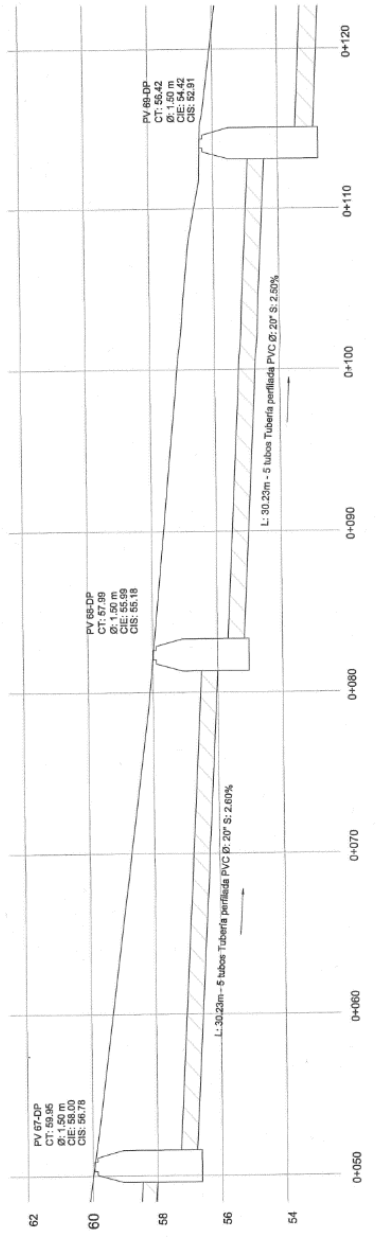 PV 67-DP
CT: 59.95
Ø: 1.50 m
CIE: 58.00
CIS: 56.78
PV 68-DP
CT: 57.99
Ø: 1.50 m
CIE: 55.99
CIS: 55.18
PV 69-DP
CT: 56.42
Ø: 1.50 m
CIE: 54.42
CIS: 52.91
62
60
58
56
54
L: 30.23m - 5 tubos Tubería perfilada PVC Ø: 20" S: 2.60%
L: 30.23m - 5 tubos Tubería perfilada PVC Ø: 20" S: 2.50%
0+050
0+060
0+070
0+080
0+090
0+100
0+110
0+120